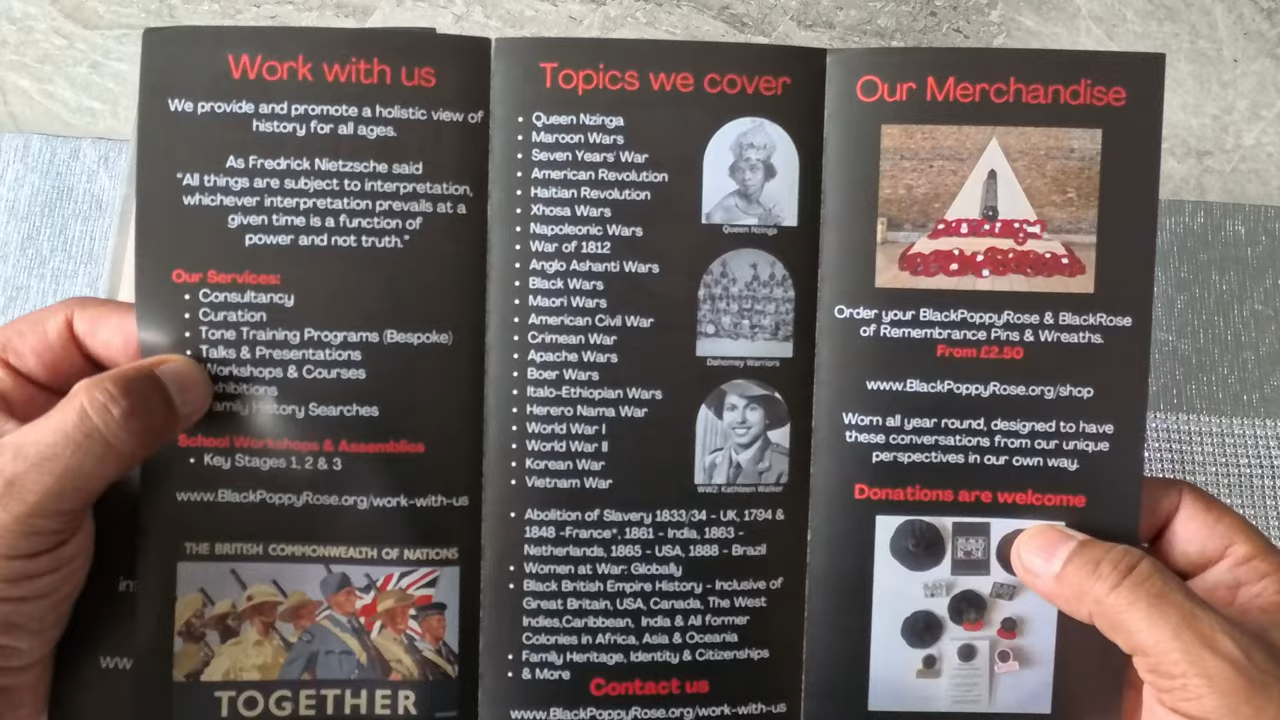 Work with us
We provide and promote a holistic view of
history for all ages.
As Fredrick Nietzsche said
"All things are subject to interpretation,
whichever interpretation prevails at a
given time is a function of
power and not truth."
Our Services:
• Consultancy
• Curation
• Tone Training Programs (Bespoke)
• Talks & Presentations
Workshops & Courses
xhibitions
amily History Searches
School Workshops & Assemblies
• Key Stages 1, 2 & 3
www.BlackPoppyRose.org/work-with-us
THE BRITISH COMMONWEALTH OF NATIONS
TOGETHER
in
ww
Topics we cover
• Queen Nzinga
• Maroon Wars
• Seven Years' War
• American Revolution
• Haitian Revolution
• Xhosa Wars
• Napoleonic Wars
• War of 1812
• Anglo Ashanti Wars
• Black Wars
• Maori Wars
• American Civil War
• Crimean War
• Apache Wars
• Boer Wars
• Italo-Ethiopian Wars
• Herero Nama War
• World War I
• World War II
• Korean War
• Vietnam War
Queen Nzinga
Dahomey Warriors
WW2: Kathleen Walker
• Abolition of Slavery 1833/34 - UK, 1794 &
1848 -France*, 1861 - India, 1863 -
Netherlands, 1865 - USA, 1888 - Brazil
• Women at War: Globally
• Black British Empire History - Inclusive of
Great Britain, USA, Canada, The West
Indies,Caribbean, India & All former
Colonies in Africa, Asia & Oceania
• Family Heritage, Identity & Citizenships
• & More
Contact us
www.BlackPoppyRose.org/work-with-us
Our Merchandise
Order your BlackPoppyRose & BlackRose
of Remembrance Pins & Wreaths.
From £2.50
www.BlackPoppyRose.org/shop
Worn all year round, designed to have
these conversations from our unique
perspectives in our own way.
Donations are welcome